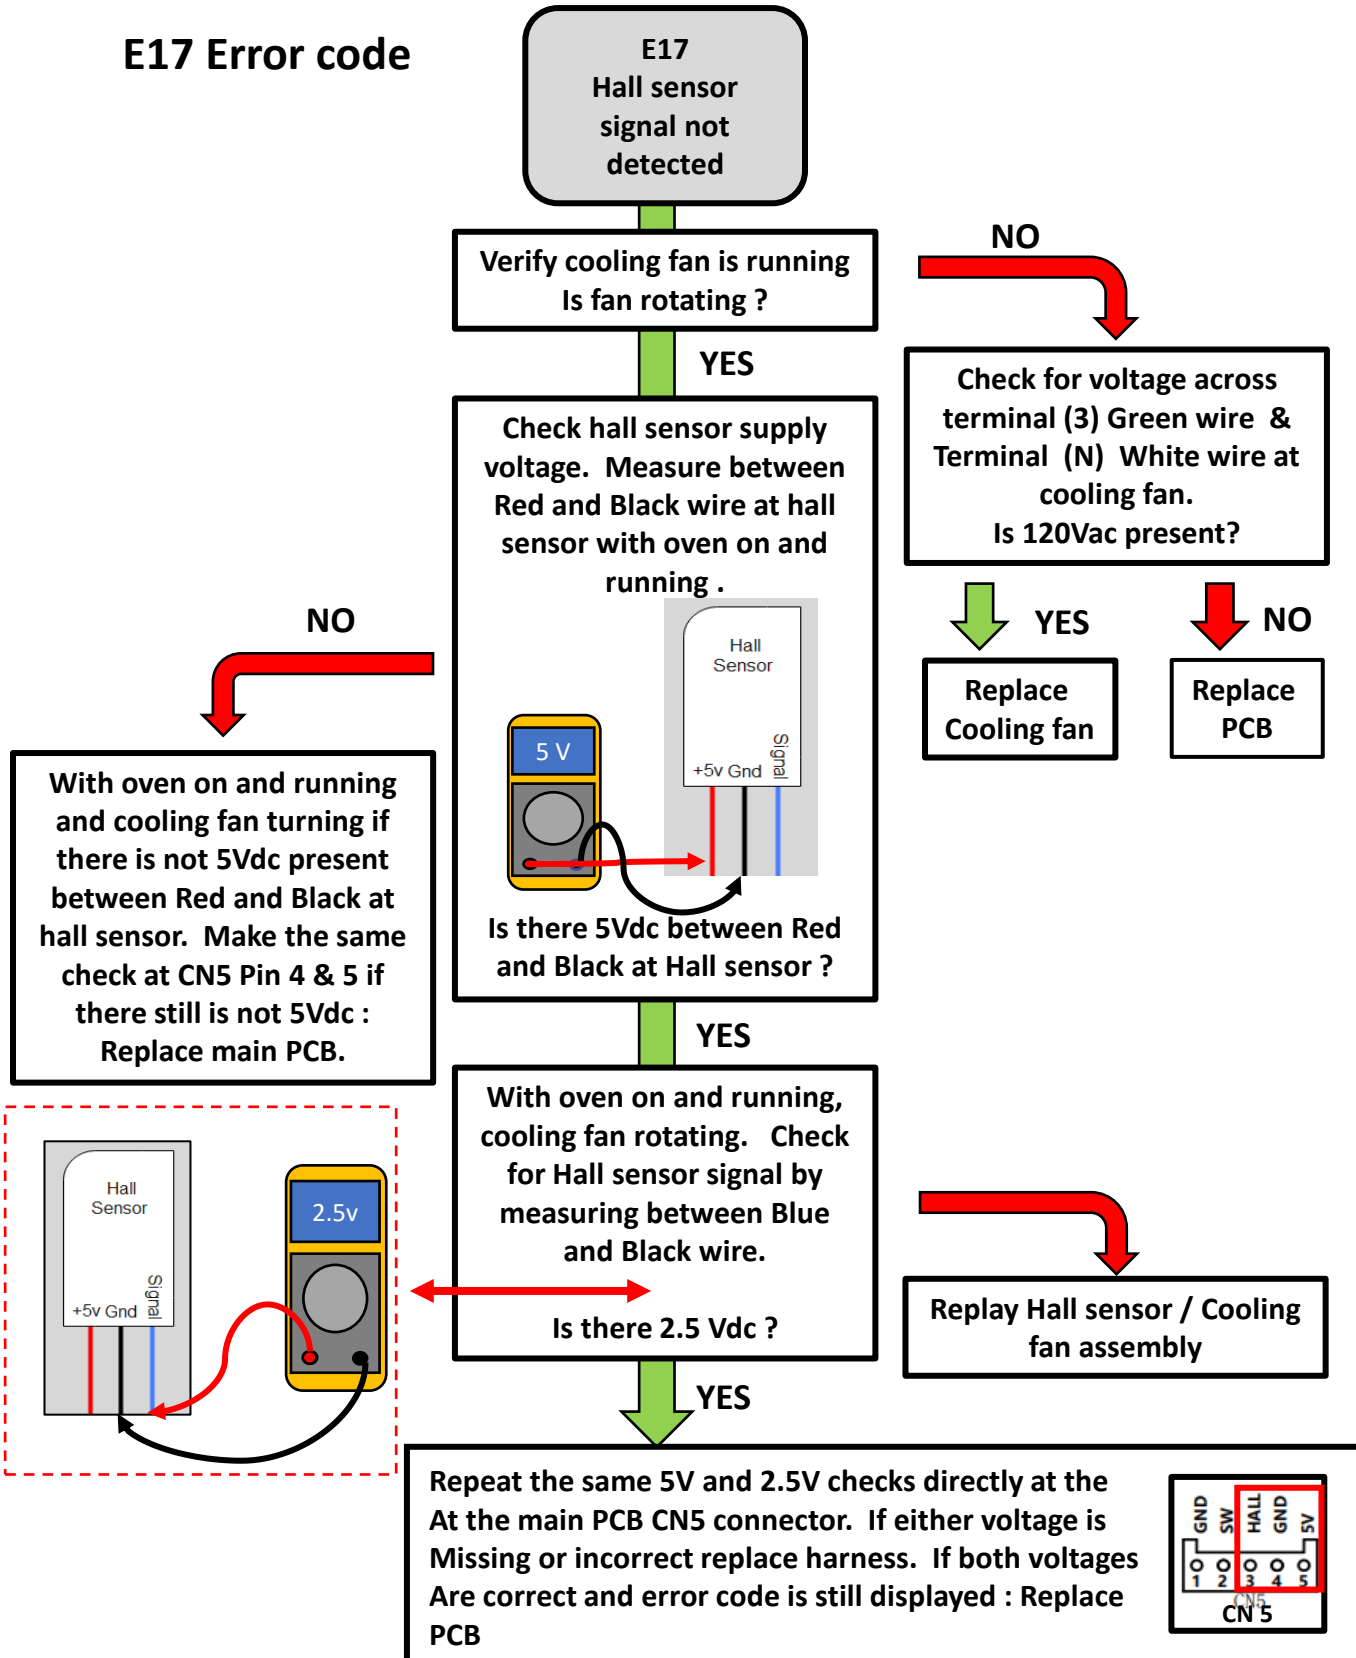 E17 Error code
E17
Hall sensor
signal not
detected
Verify cooling fan is running
Is fan rotating ?
NO
YES
Check for voltage across
terminal (3) Green wire &
Terminal (N) White wire at
cooling fan.
Is 120Vac present?
YES
NO
Replace
Cooling fan
Replace
PCB
Check hall sensor supply
voltage. Measure between
Red and Black wire at hall
sensor with oven on and
running .
Hall
Sensor
Signal
+5v Gnd
5 V
Is there 5Vdc between Red
and Black at Hall sensor ?
NO
With oven on and running
and cooling fan turning if
there is not 5Vdc present
between Red and Black at
hall sensor. Make the same
check at CN5 Pin 4 & 5 if
there still is not 5Vdc :
Replace main PCB.
YES
With oven on and running,
cooling fan rotating. Check
for Hall sensor signal by
measuring between Blue
and Black wire.
Is there 2.5 Vdc ?
Hall
Sensor
Signal
+5v Gnd
2.5v
Replay Hall sensor / Cooling
fan assembly
YES
Repeat the same 5V and 2.5V checks directly at the
At the main PCB CN5 connector. If either voltage is
Missing or incorrect replace harness. If both voltages
Are correct and error code is still displayed : Replace
PCB
GND SW HALL GND 5V
1 2 3 4 5
CN5
CN 5